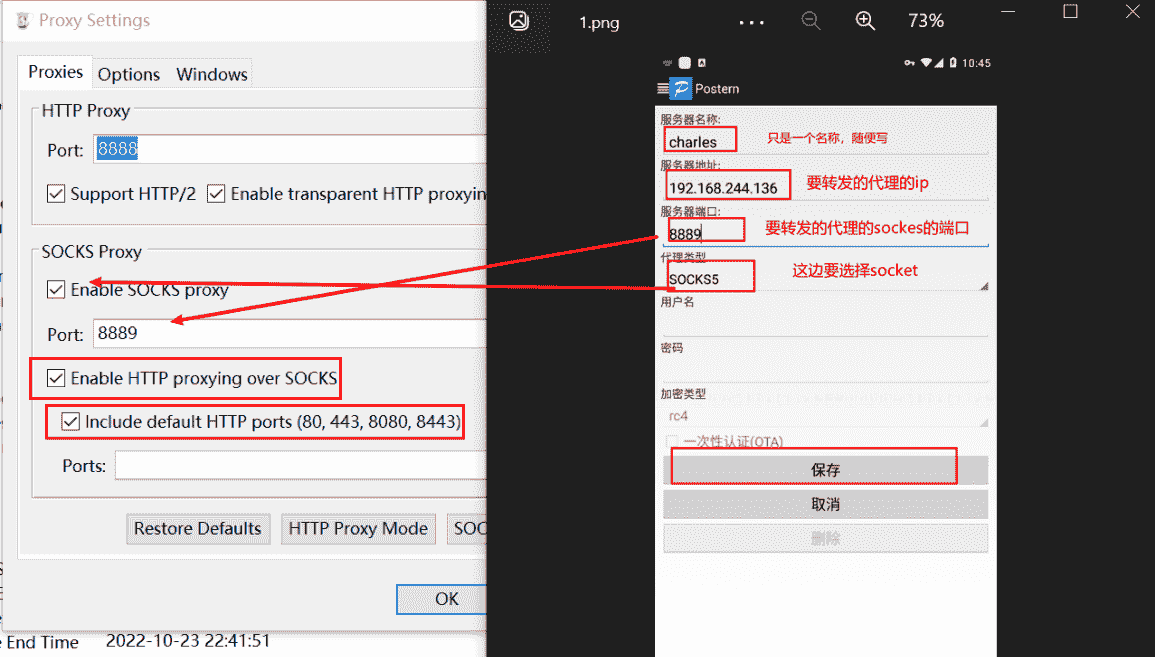 Proxy Settings
Proxies Options Windows
HTTP Proxy
Port: 8888
Support HTTP/2 Enable transparent HTTP proxyin
SOCKS Proxy
Enable SOCKS proxy
Port: 8889
Enable HTTP proxying over SOCKS
Include default HTTP ports (80, 443, 8080, 8443)
Ports:
Restore Defaults HTTP Proxy Mode SOC
OK
End Time 2022-10-23 22:41:51
1.png ... 73%
10:45
Postern
服务器名称:
charles 只是一个名称，随便写
服务器地址:
192.168.244.136 要转发的代理的ip
服务器端口:
8889 要转发的代理的sockes的端口
代理类型
SOCKS5 这边要选择socket
用户名
密码
加密类型
rc4
一次性认证(OTA)
保存
取消
删除